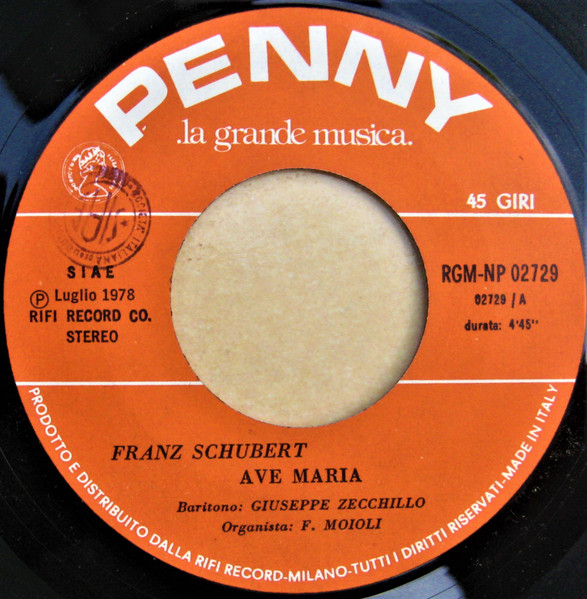 PENNY
.la grande musica.
45 GIRI
SIAE
Ⓟ Luglio 1978
RIFI RECORD CO.
STEREO
RGM-NP 02729
02729/A
durata: 4'45"
FRANZ SCHUBERT
AVE MARIA
Baritono: GIUSEPPE ZECCHILLO
Organista: F. MOIOLI
PRODOTTO E DISTRIBUITO DALLA RIFI RECORD-MILANO-TUTTI I DIRITTI RISERVATI-MADE IN ITALY